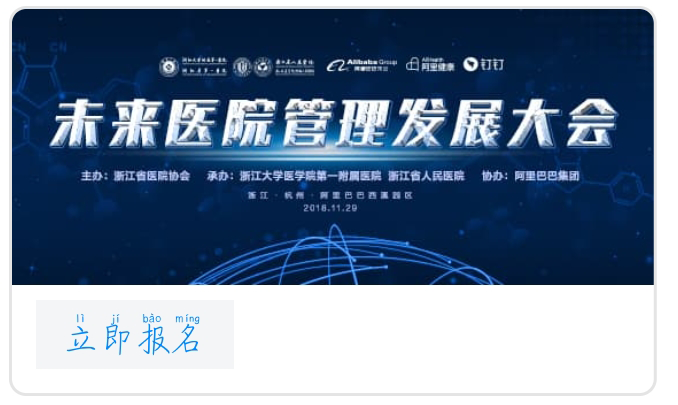 Alibaba Group 阿里巴巴集团 阿里健康 钉钉
未来医院管理发展大会
主办：浙江省医院协会 承办：浙江大学医学院第一附属医院 浙江省人民医院 协办：阿里巴巴集团
浙江·杭州·阿里巴巴西溪园区
2018.11.29
lì jí bào míng
立即报名